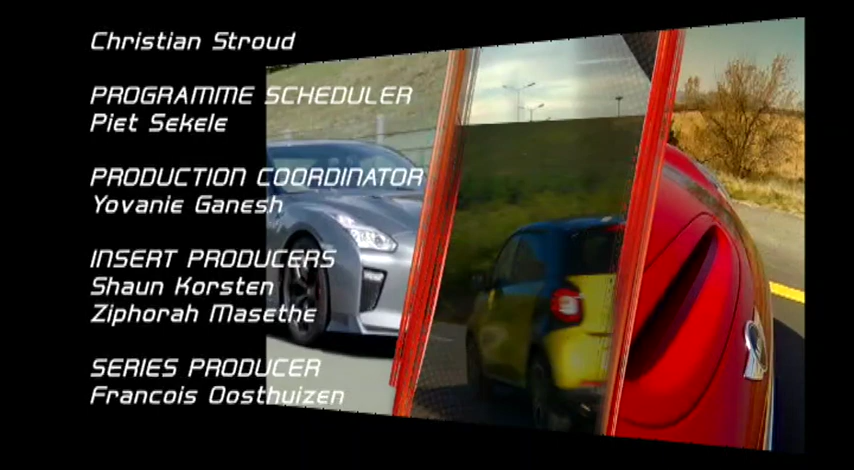 Christian Stroud
PROGRAMME SCHEDULER
Piet Sekele
PRODUCTION COORDINATOR
Yovanie Ganesh
INSERT PRODUCERS
Shaun Korsten
Ziphorah Masethe
SERIES PRODUCER
Francois Oosthuizen